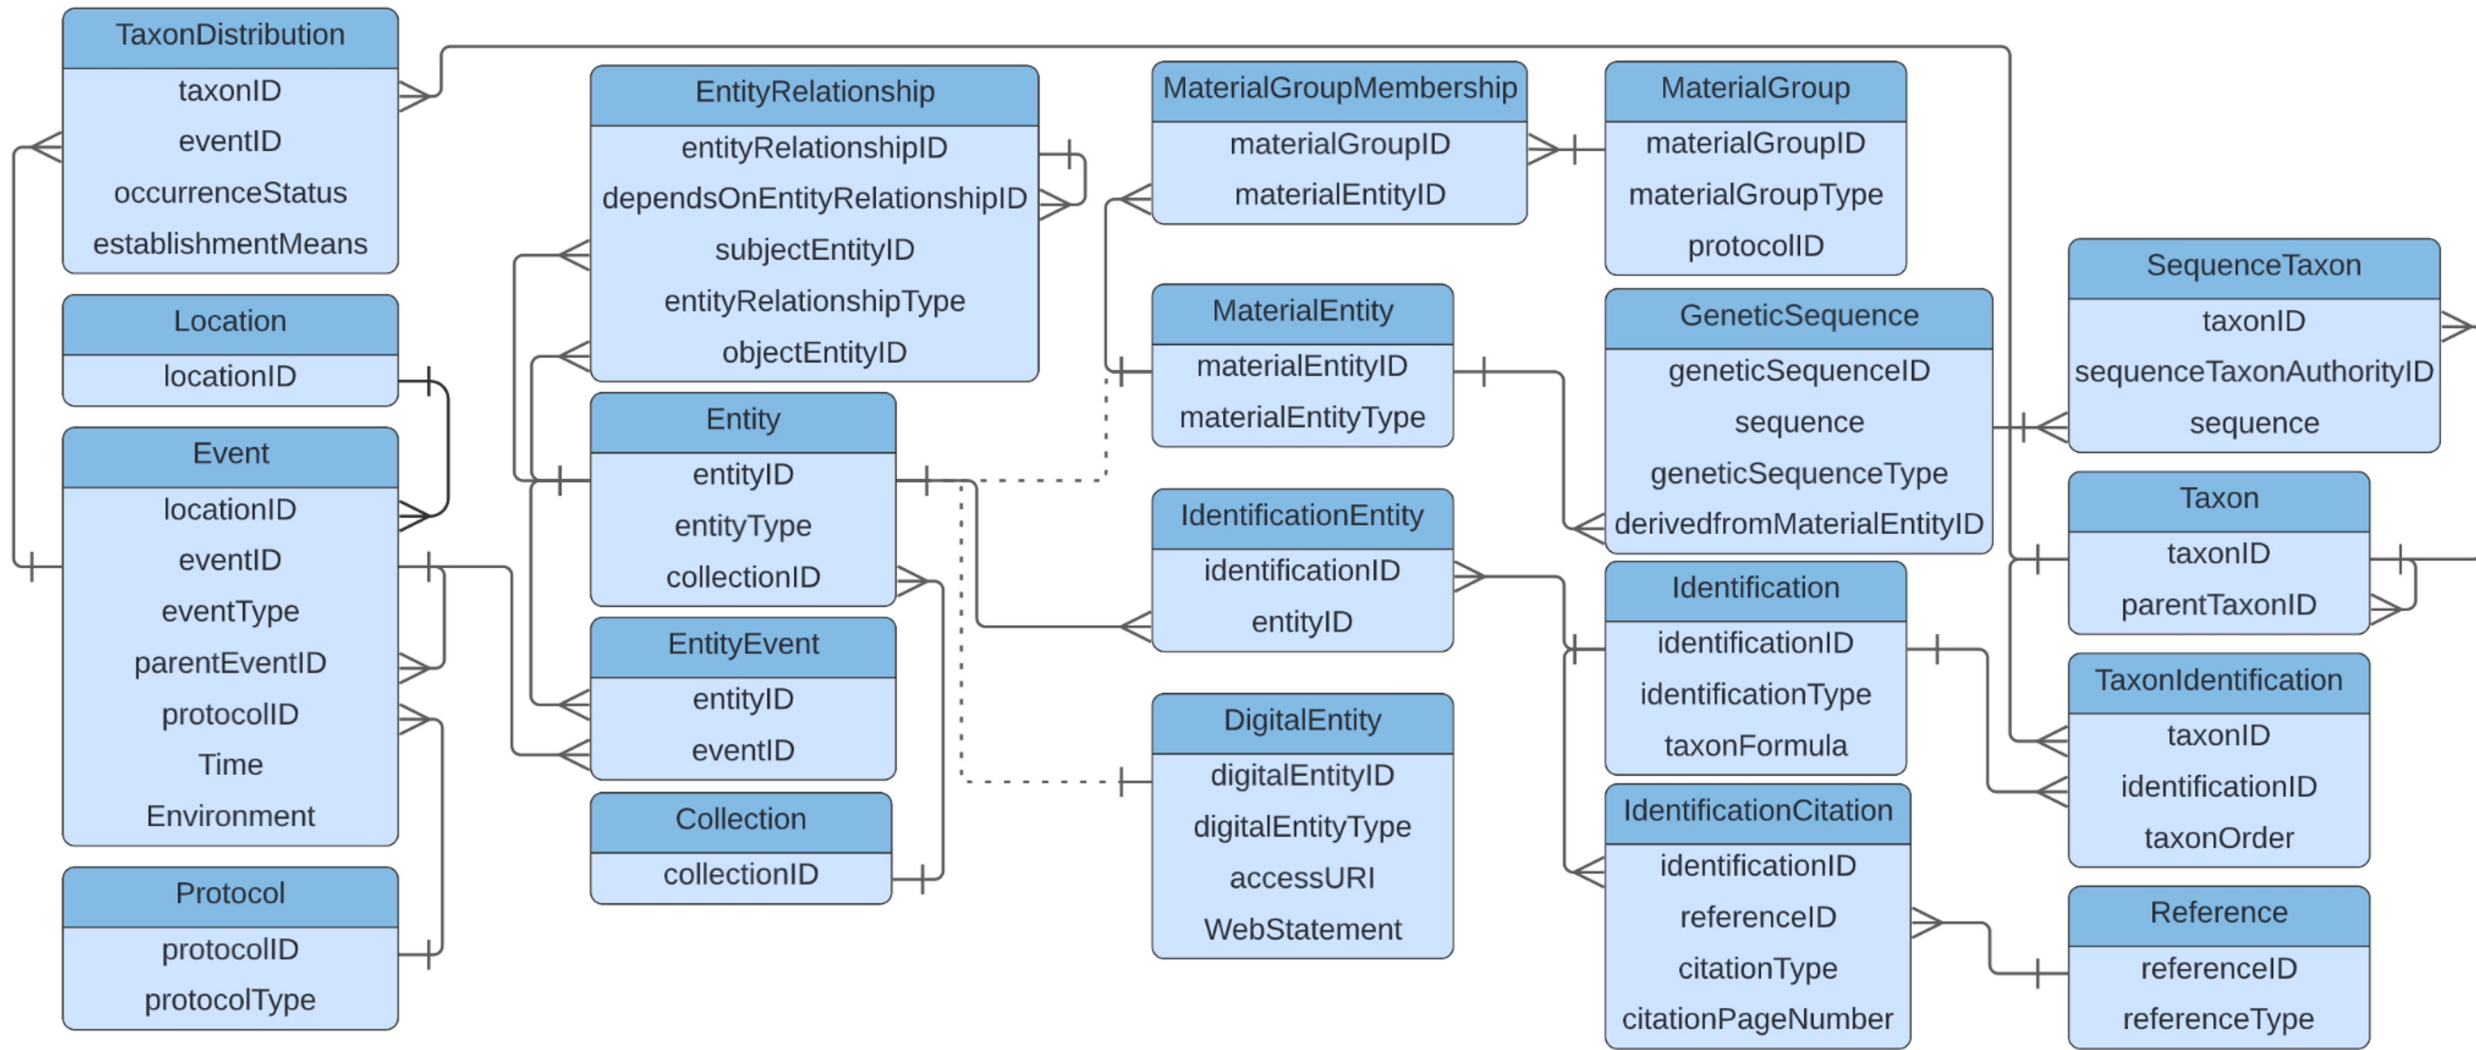 TaxonDistribution
taxonID
eventID
occurrenceStatus
establishmentMeans
Location
locationID
Event
locationID
eventID
eventType
parentEventID
protocolID
Time
Environment
Protocol
protocolID
protocolType
EntityRelationship
entityRelationshipID
dependsOnEntityRelationshipID
subjectEntityID
entityRelationshipType
objectEntityID
Entity
entityID
entityType
collectionID
EntityEvent
entityID
eventID
Collection
collectionID
MaterialGroupMembership
materialGroupID
materialEntityID
MaterialEntity
materialEntityID
materialEntityType
IdentificationEntity
identificationID
entityID
DigitalEntity
digitalEntityID
digitalEntityType
accessURI
WebStatement
MaterialGroup
materialGroupID
materialGroupType
protocolID
GeneticSequence
geneticSequenceID
sequence
geneticSequenceType
derivedfromMaterialEntityID
Identification
identificationID
identificationType
taxonFormula
IdentificationCitation
identificationID
referenceID
citationType
citationPageNumber
SequenceTaxon
taxonID
sequenceTaxonAuthorityID
sequence
Taxon
taxonID
parentTaxonID
TaxonIdentification
taxonID
identificationID
taxonOrder
Reference
referenceID
referenceType